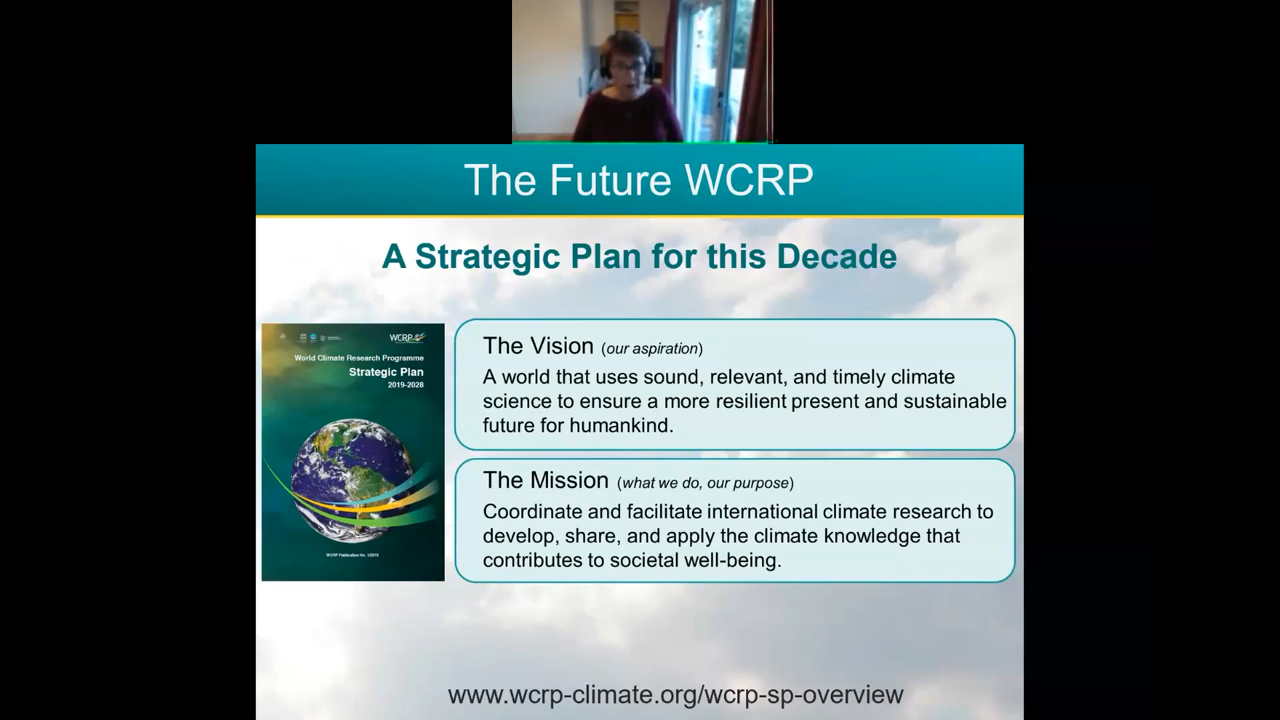 The Future WCRP
A Strategic Plan for this Decade
WCRP
World Climate Research Programme
Strategic Plan
2019-2028
WCRP Publication No. 1/2019
The Vision (our aspiration)
A world that uses sound, relevant, and timely climate
science to ensure a more resilient present and sustainable
future for humankind.
The Mission (what we do, our purpose)
Coordinate and facilitate international climate research to
develop, share, and apply the climate knowledge that
contributes to societal well-being.
www.wcrp-climate.org/wcrp-sp-overview